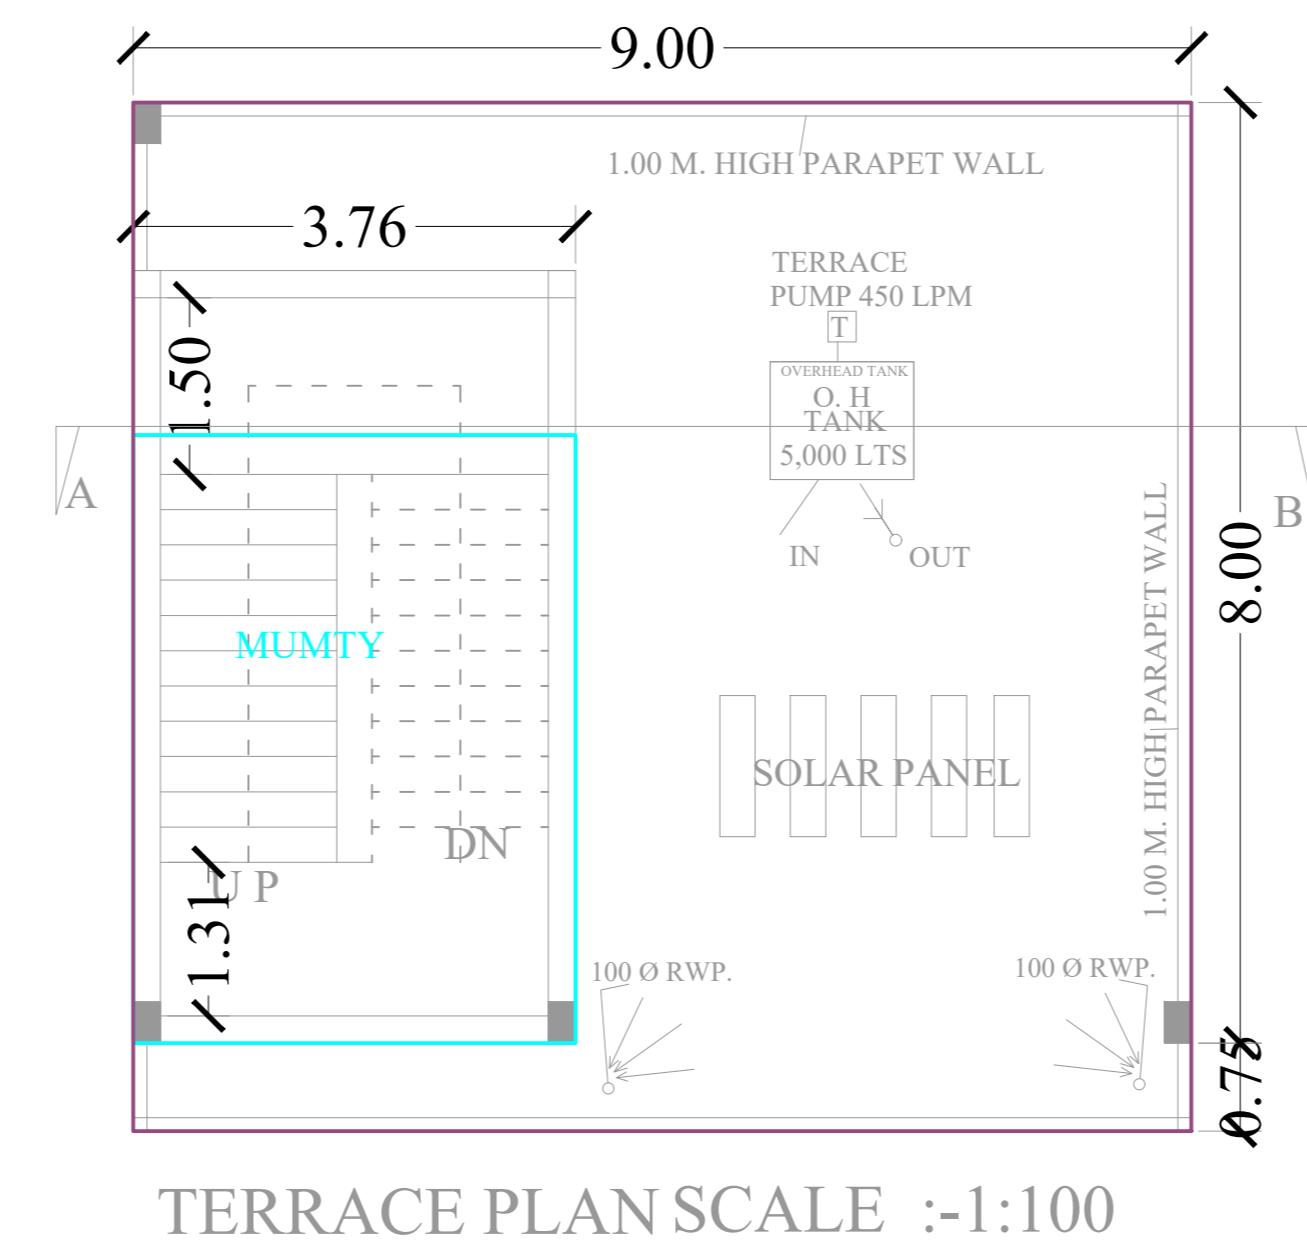 9.00
1.00 M. HIGH PARAPET WALL
3.76
TERRACE
PUMP 450 LPM
T
1.50
OVERHEAD TANK
O. H
TANK
5,000 LTS
A
B
IN
OUT
8.00
1.00 M. HIGH PARAPET WALL
MUMTY
SOLAR PANEL
DN
U P
1.31
100 Ø RWP.
100 Ø RWP.
0.75
TERRACE PLAN SCALE :-1:100